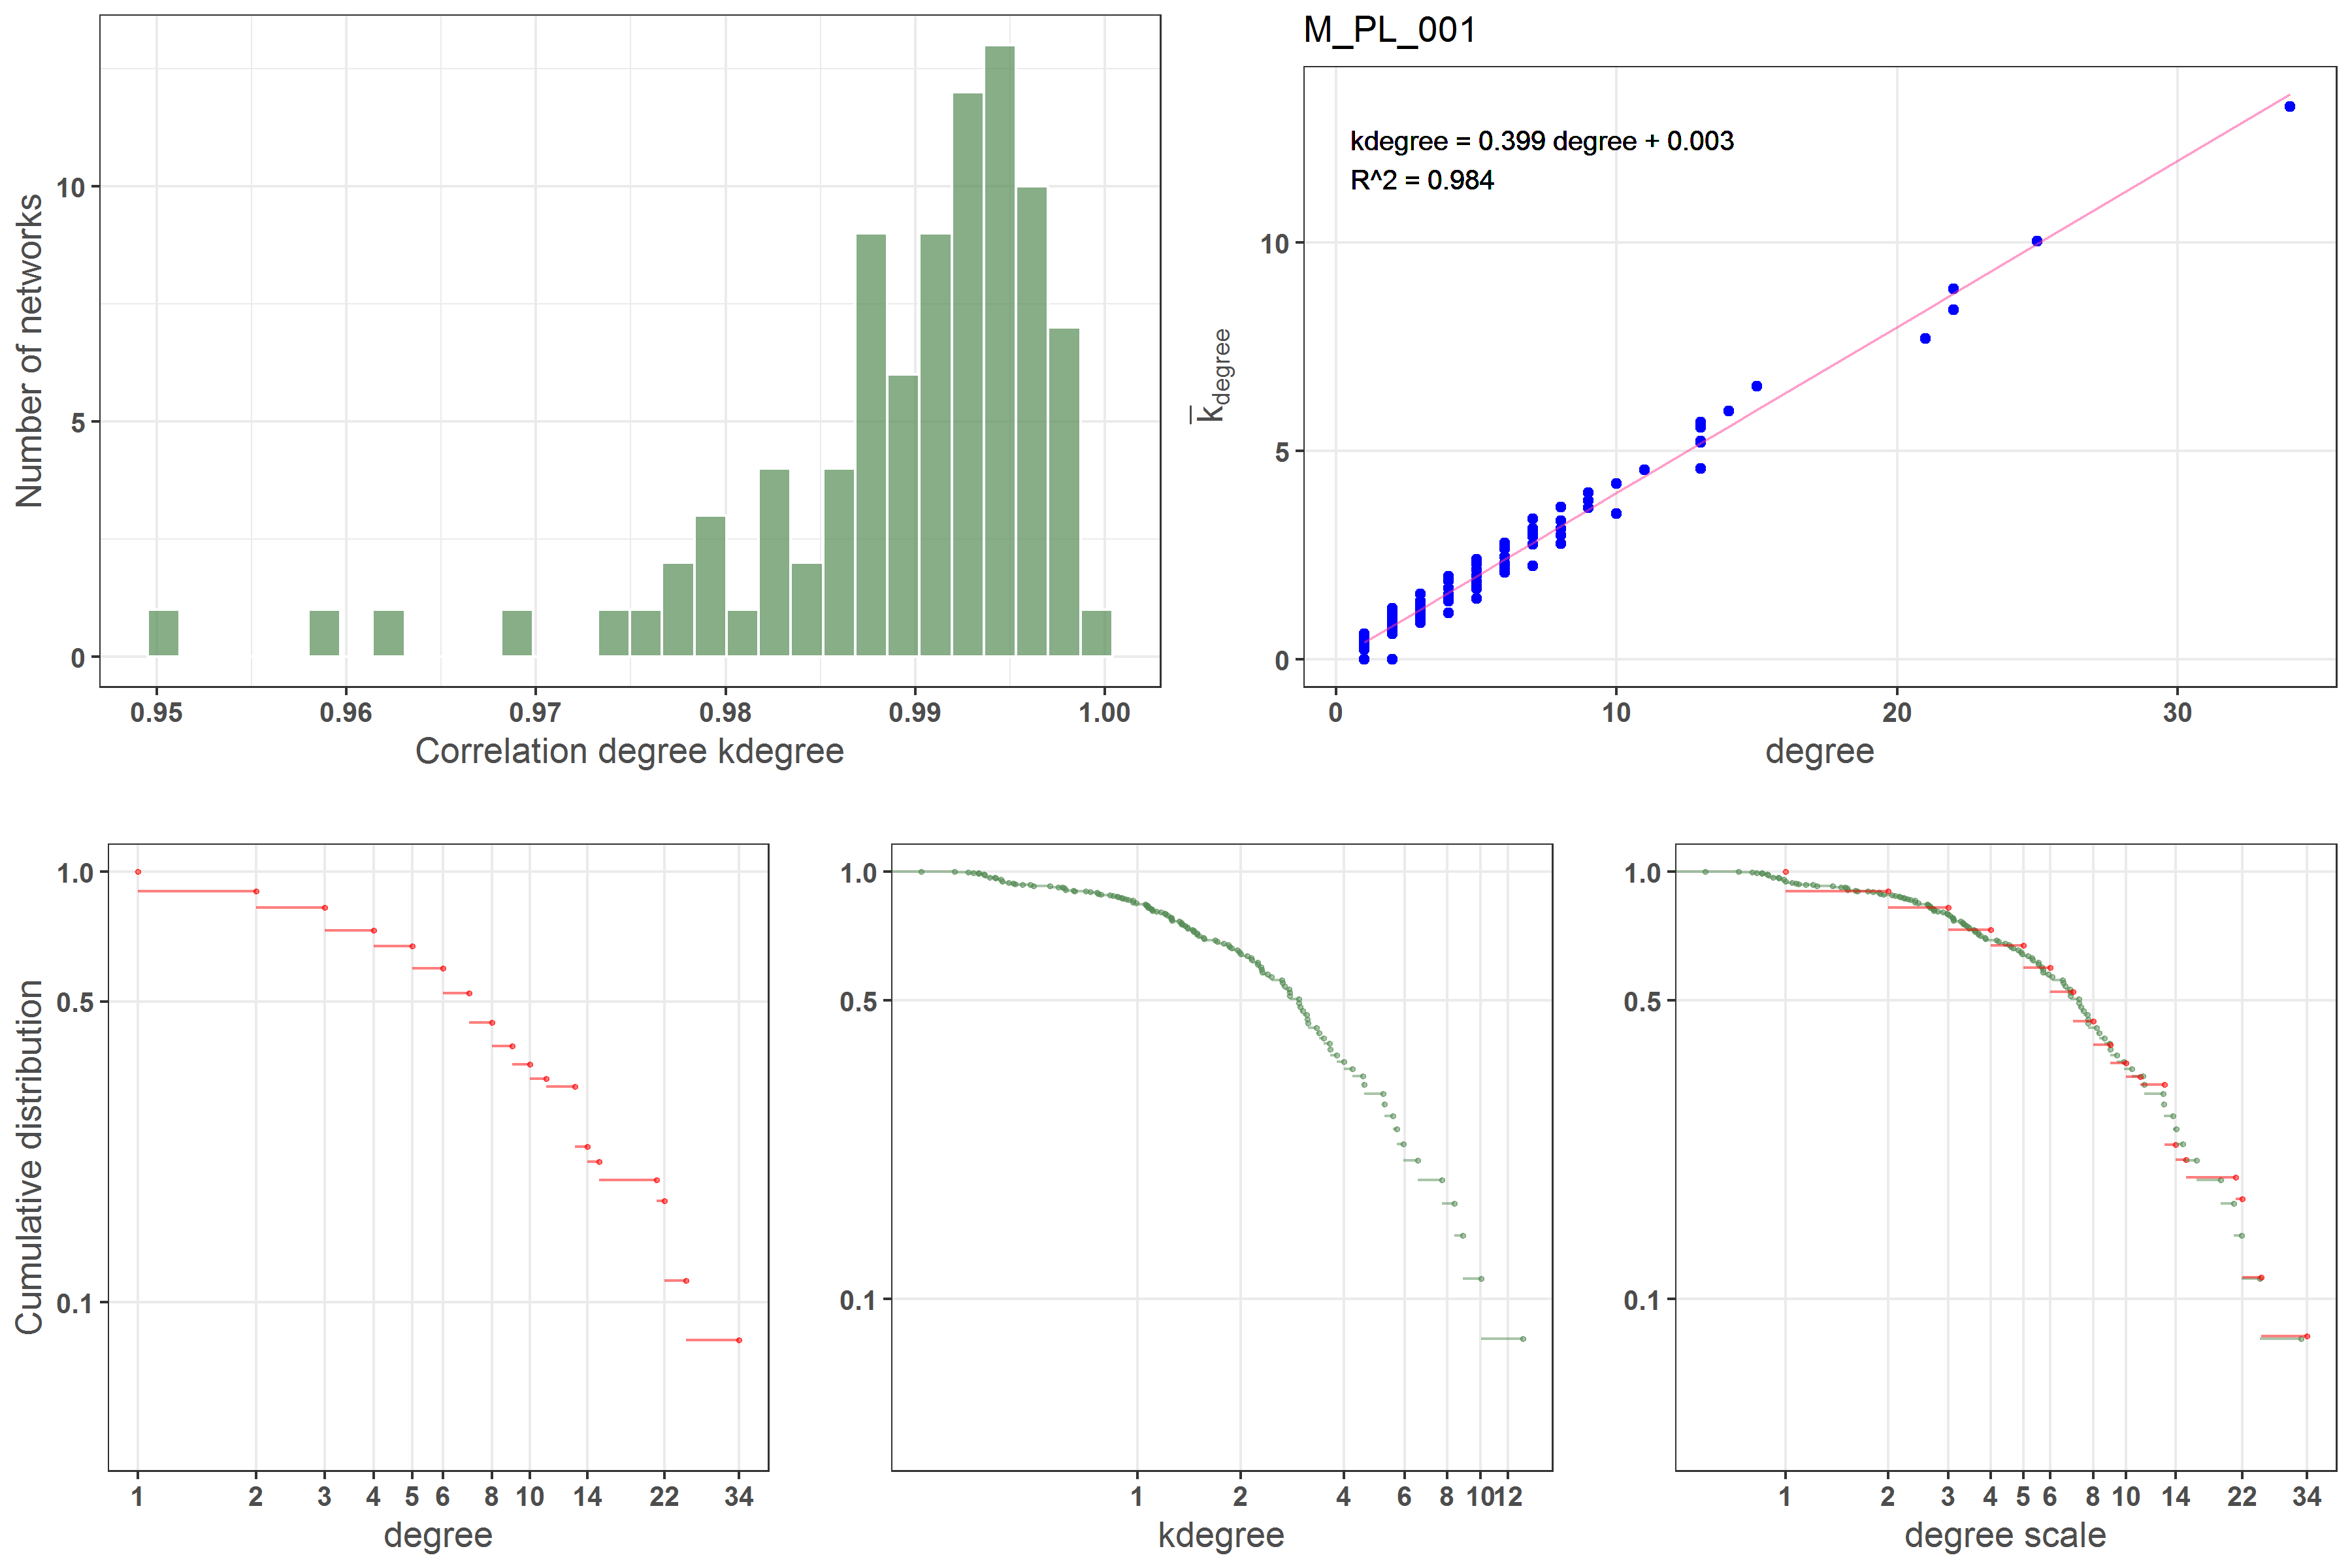 Number of networks
10
5
0
0.95 0.96 0.97 0.98 0.99 1.00
Correlation degree kdegree
M_PL_001
kdegree = 0.399 degree + 0.003
R^2 = 0.984
k̅degree
10
5
0
0 10 20 30
degree
Cumulative distribution
1.0
0.5
0.1
1 2 3 4 5 6 8 10 14 22 34
degree
1.0
0.5
0.1
1 2 4 6 8 10 12
kdegree
1.0
0.5
0.1
1 2 3 4 5 6 8 10 14 22 34
degree scale